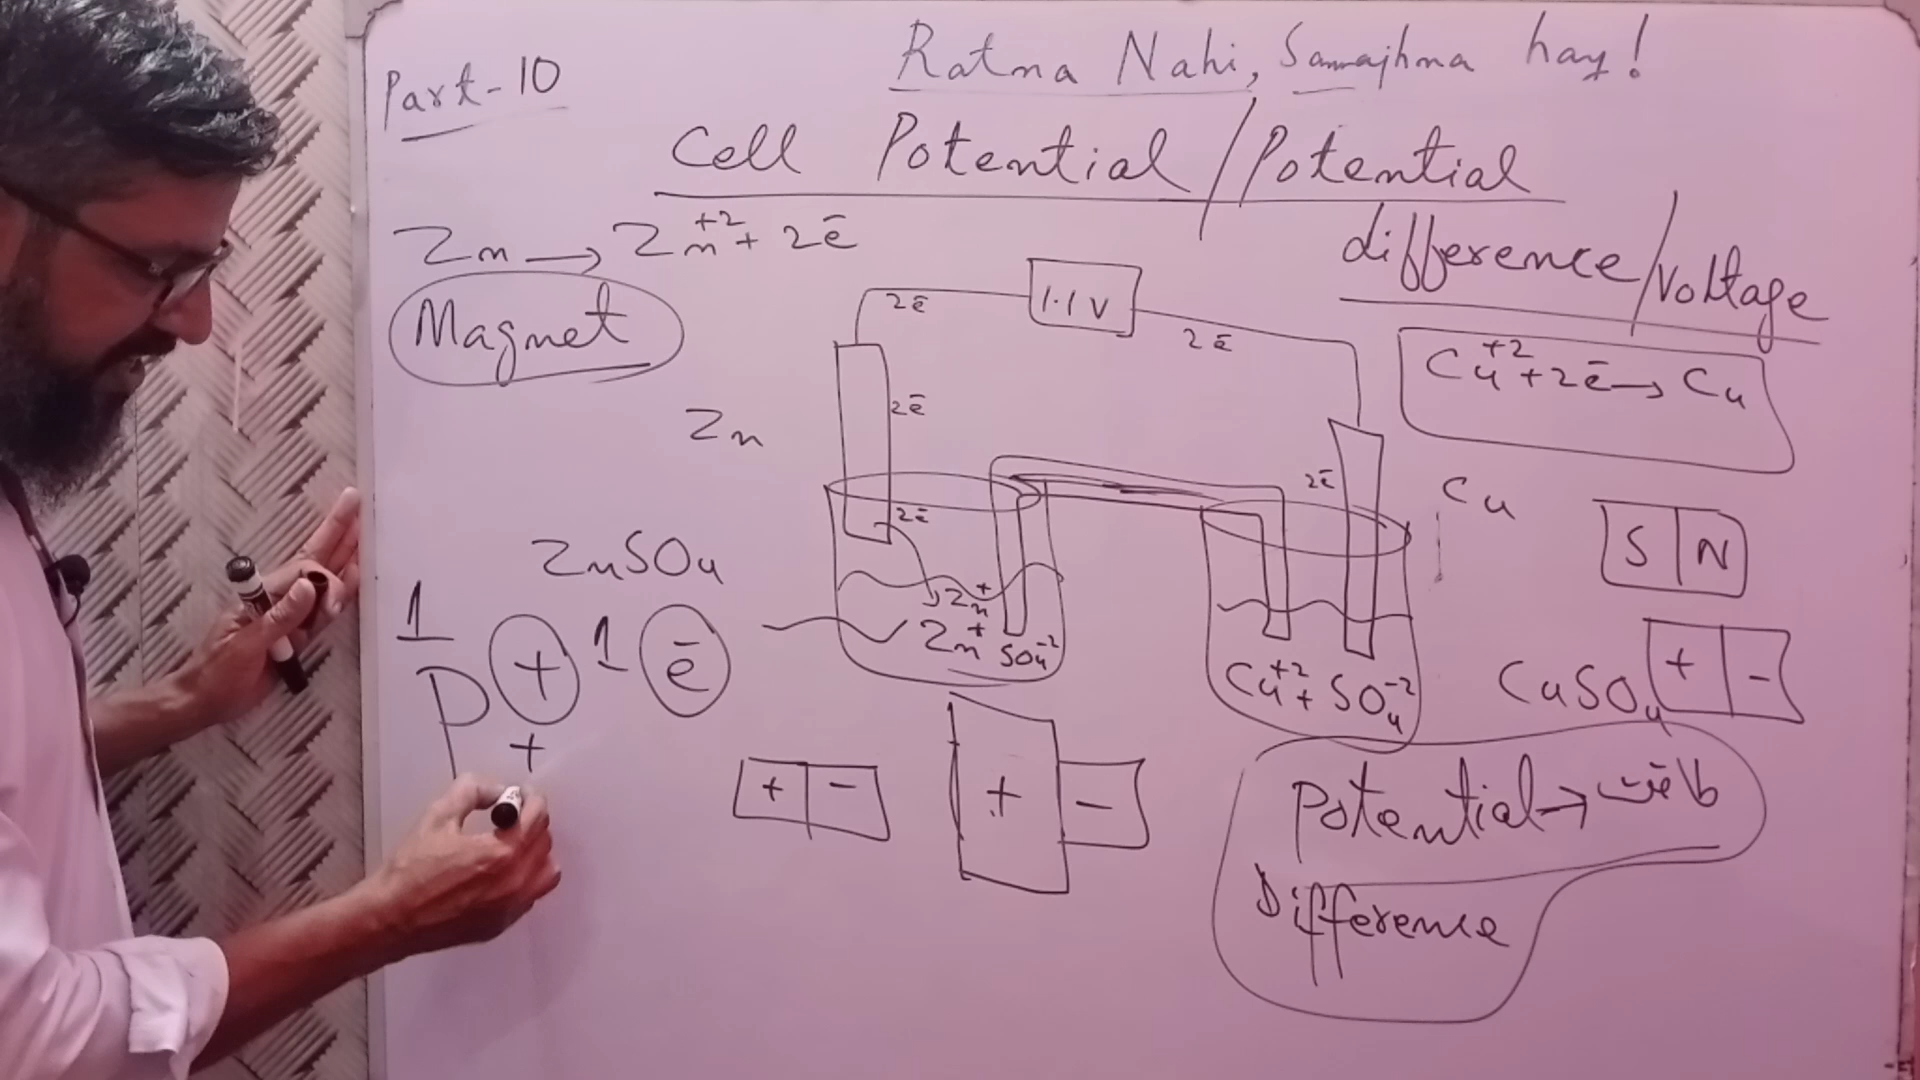 Part-10
Ratna Nahi, Samajhna hay!
Cell Potential/Potential
difference/Voltage
Zn → Zn+2 + 2ē
Magnet
2ē
1.1 V
2ē
Cu+2 + 2ē → Cu
2ē
Zn
2ē
Cu
S N
2ē
ZnSO4
Zn+
Zn+ SO4-2
Cu+2 + SO4-2
CuSO4
+ -
1 P + 1 ē
+
+ -
+ -
Potential → طاقت
Difference